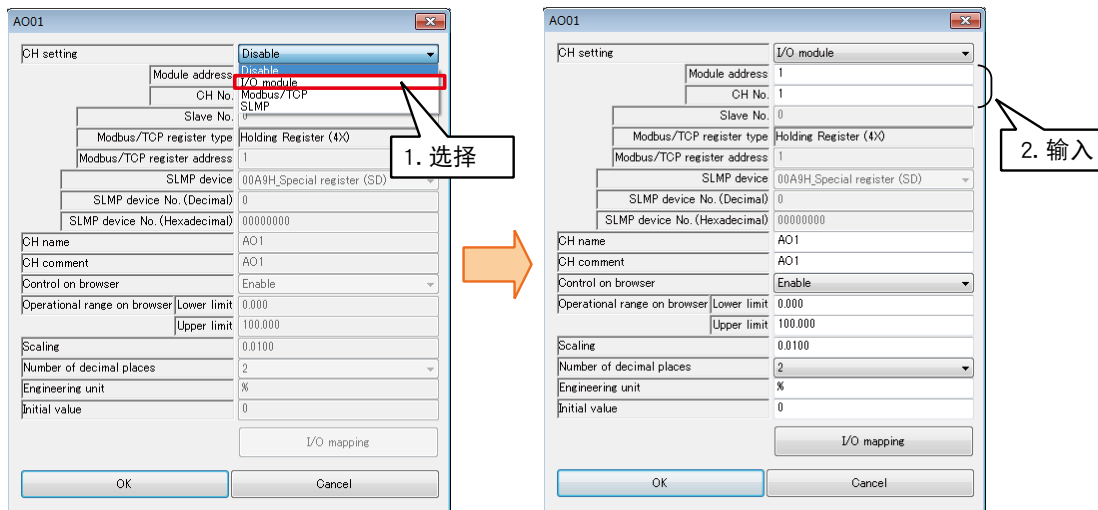 AO01
CH setting Disable
Disable
Module address I/O module
CH No. Modbus/TCP
SLMP
Slave No. 0
Modbus/TCP register type Holding Register (4X)
Modbus/TCP register address 1
SLMP device 00A9H_Special register (SD)
SLMP device No. (Decimal) 0
SLMP device No. (Hexadecimal) 00000000
CH name AO1
CH comment AO1
Control on browser Enable
Operational range on browser Lower limit 0.000
Upper limit 100.000
Scaling 0.0100
Number of decimal places 2
Engineering unit %
Initial value 0
I/O mapping
OK Cancel
1. 选择
AO01
CH setting I/O module
Module address 1
CH No. 1
Slave No. 0
Modbus/TCP register type Holding Register (4X)
Modbus/TCP register address 1
SLMP device 00A9H_Special register (SD)
SLMP device No. (Decimal) 0
SLMP device No. (Hexadecimal) 00000000
CH name AO1
CH comment AO1
Control on browser Enable
Operational range on browser Lower limit 0.000
Upper limit 100.000
Scaling 0.0100
Number of decimal places 2
Engineering unit %
Initial value 0
I/O mapping
OK Cancel
2. 输入